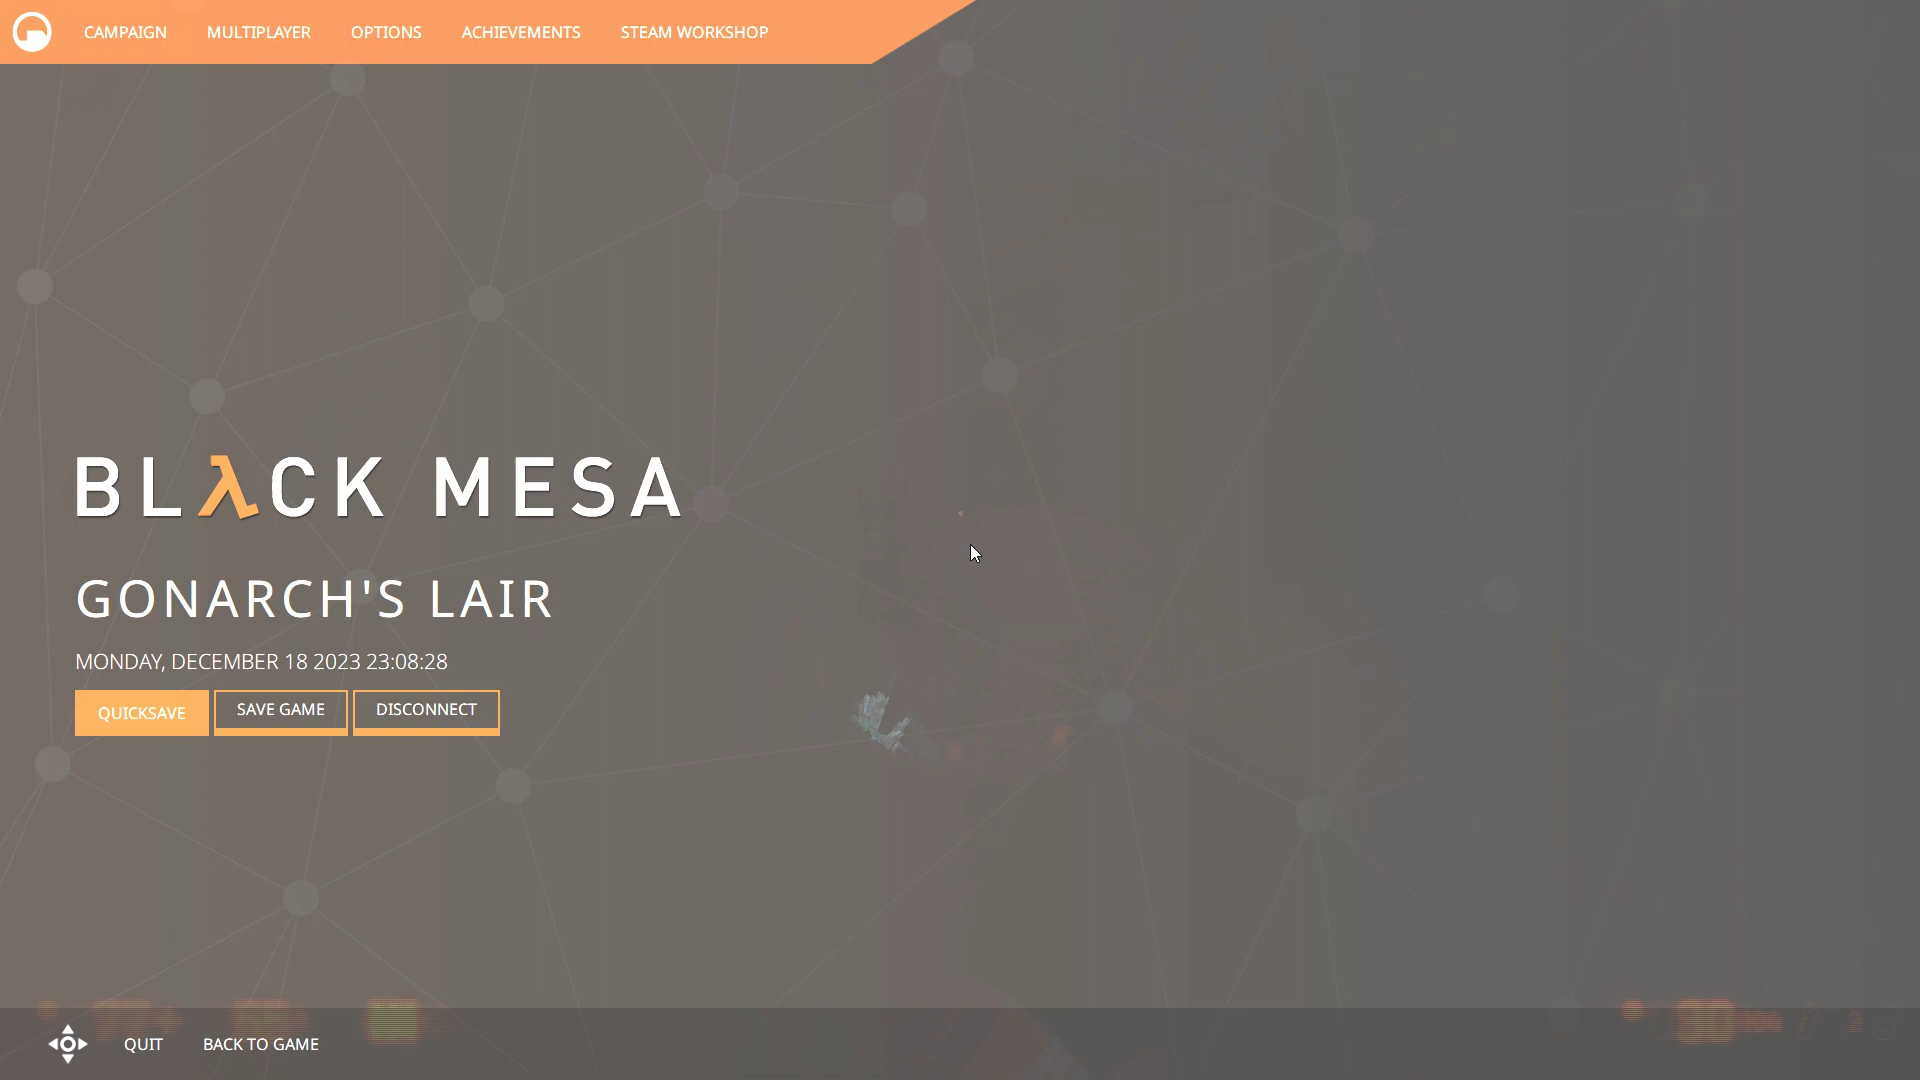 CAMPAIGN MULTIPLAYER OPTIONS ACHIEVEMENTS STEAM WORKSHOP
BLλCK MESA
GONARCH'S LAIR
MONDAY, DECEMBER 18 2023 23:08:28
QUICKSAVE SAVE GAME DISCONNECT
QUIT BACK TO GAME